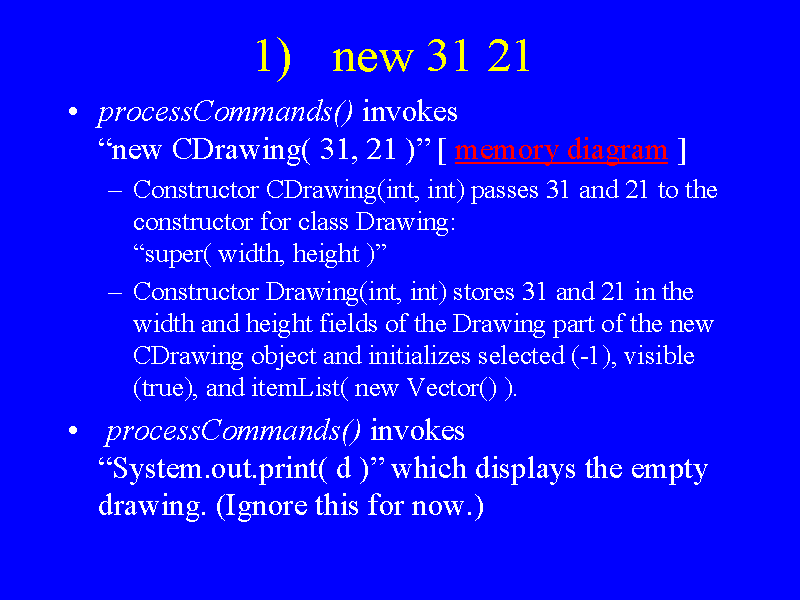 1) new 31 21
• processCommands() invokes
“new CDrawing( 31, 21 )” [ memory diagram ]
– Constructor CDrawing(int, int) passes 31 and 21 to the
constructor for class Drawing:
“super( width, height )”
– Constructor Drawing(int, int) stores 31 and 21 in the
width and height fields of the Drawing part of the new
CDrawing object and initializes selected (-1), visible
(true), and itemList( new Vector() ).
• processCommands() invokes
“System.out.print( d )” which displays the empty
drawing. (Ignore this for now.)